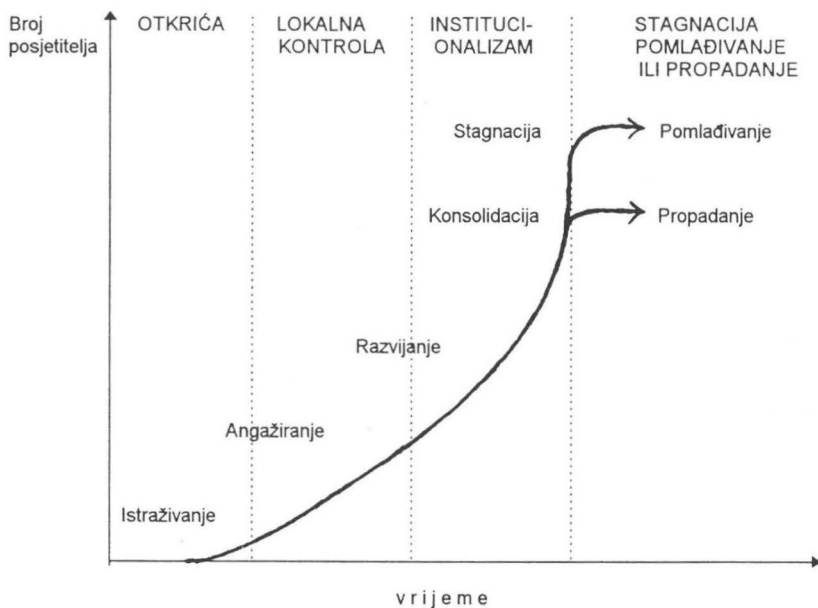 Broj
posjetitelja
OTKRIĆA
LOKALNA
KONTROLA
INSTITUCI-
ONALIZAM
STAGNACIJA
POMLAĐIVANJE
ILI PROPADANJE
Stagnacija
Pomlađivanje
Konsolidacija
Propadanje
Razvijanje
Angažiranje
Istraživanje
vrijeme